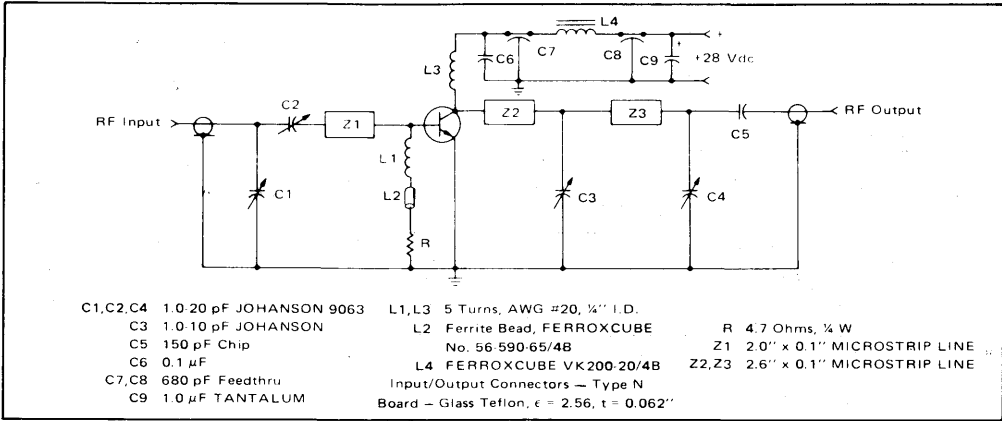 L4
C7
C6
C8
C9
+
+
+28 Vdc
L3
C2
RF Input
Z1
Z2
Z3
RF Output
C5
L1
C1
L2
C3
C4
R
C1,C2,C4 1.0-20 pF JOHANSON 9063
C3 1.0-10 pF JOHANSON
C5 150 pF Chip
C6 0.1 μF
C7,C8 680 pF Feedthru
C9 1.0 μF TANTALUM
L1,L3 5 Turns, AWG #20, ¼" I.D.
L2 Ferrite Bead, FERROXCUBE
No. 56-590-65/4B
L4 FERROXCUBE VK200-20/4B
Input/Output Connectors — Type N
Board — Glass Teflon, ε = 2.56, t = 0.062"
R 4.7 Ohms, ¼ W
Z1 2.0" x 0.1" MICROSTRIP LINE
Z2,Z3 2.6" x 0.1" MICROSTRIP LINE